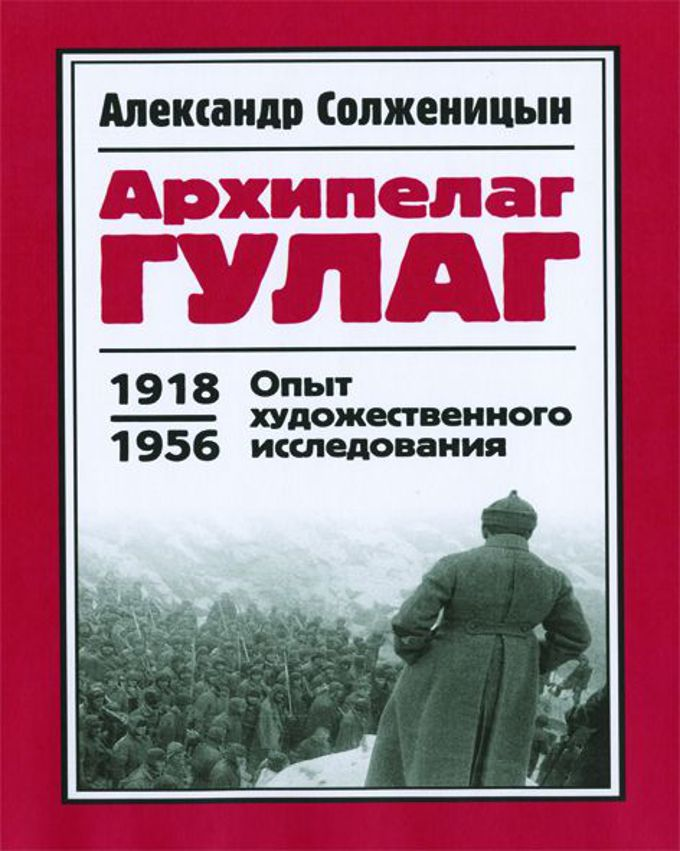 Александр Солженицын
Архипелаг
ГУЛАГ
1918
1956
Опыт
художественного
исследования